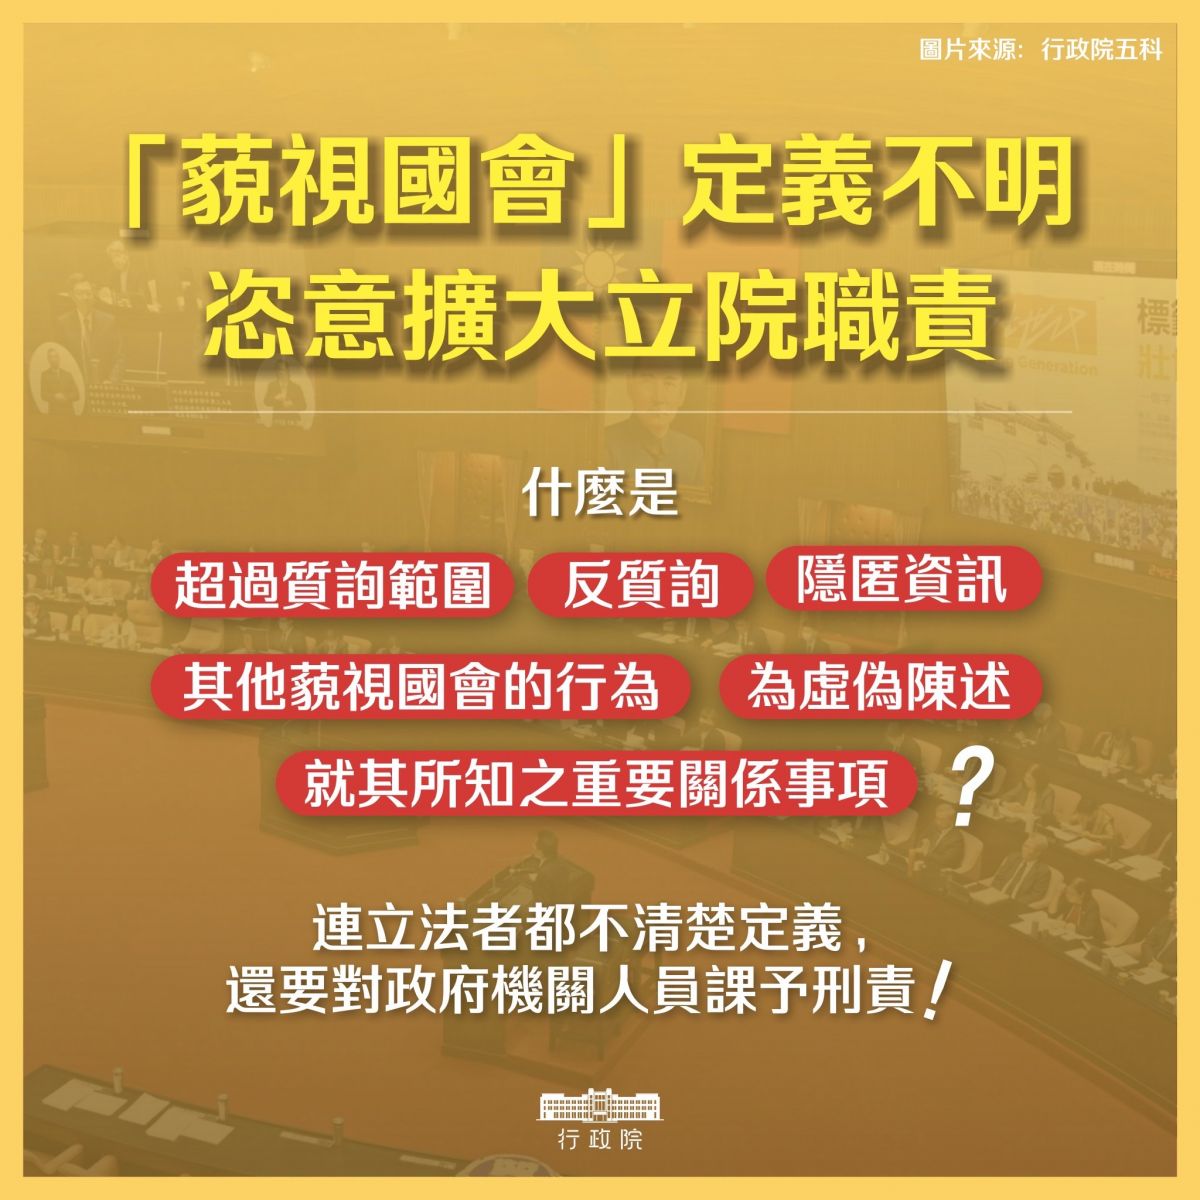 圖片來源: 行政院五科
「藐視國會」定義不明
恣意擴大立院職責
標
壯
Generation
什麼是
超過質詢範圍 反質詢 隱匿資訊
其他藐視國會的行為 為虛偽陳述
就其所知之重要關係事項 ?
連立法者都不清楚定義,
還要對政府機關人員課予刑責!
行政院